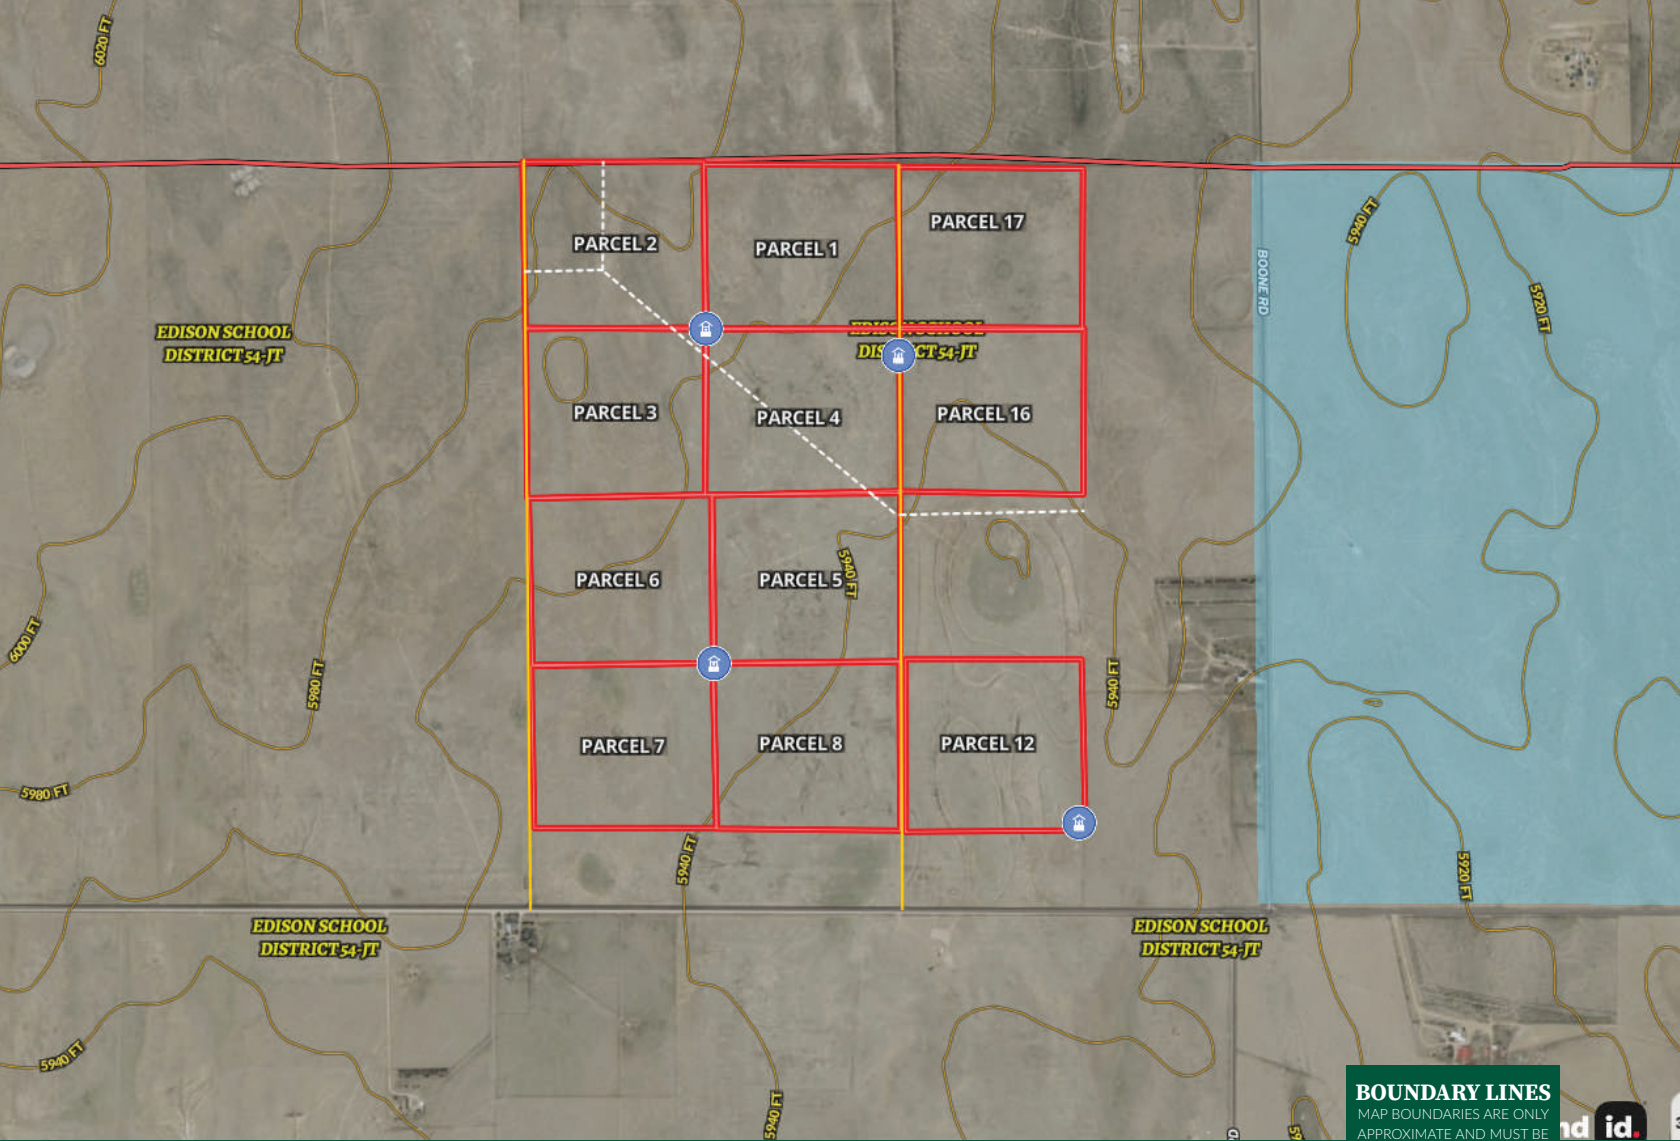 6020 FT
PARCEL 2
PARCEL 1
PARCEL 17
5940 FT
BOONE RD
5920 FT
EDISON SCHOOL
DISTRICT 54-JT
EDISON SCHOOL
DISTRICT 54-JT
PARCEL 3
PARCEL 4
PARCEL 16
PARCEL 6
PARCEL 5
5940 FT
6000 FT
5980 FT
5940 FT
PARCEL 7
PARCEL 8
PARCEL 12
5980 FT
5940 FT
5920 FT
EDISON SCHOOL
DISTRICT 54-JT
EDISON SCHOOL
DISTRICT 54-JT
5940 FT
5940 FT
BOUNDARY LINES
MAP BOUNDARIES ARE ONLY
APPROXIMATE AND MUST BE
id.